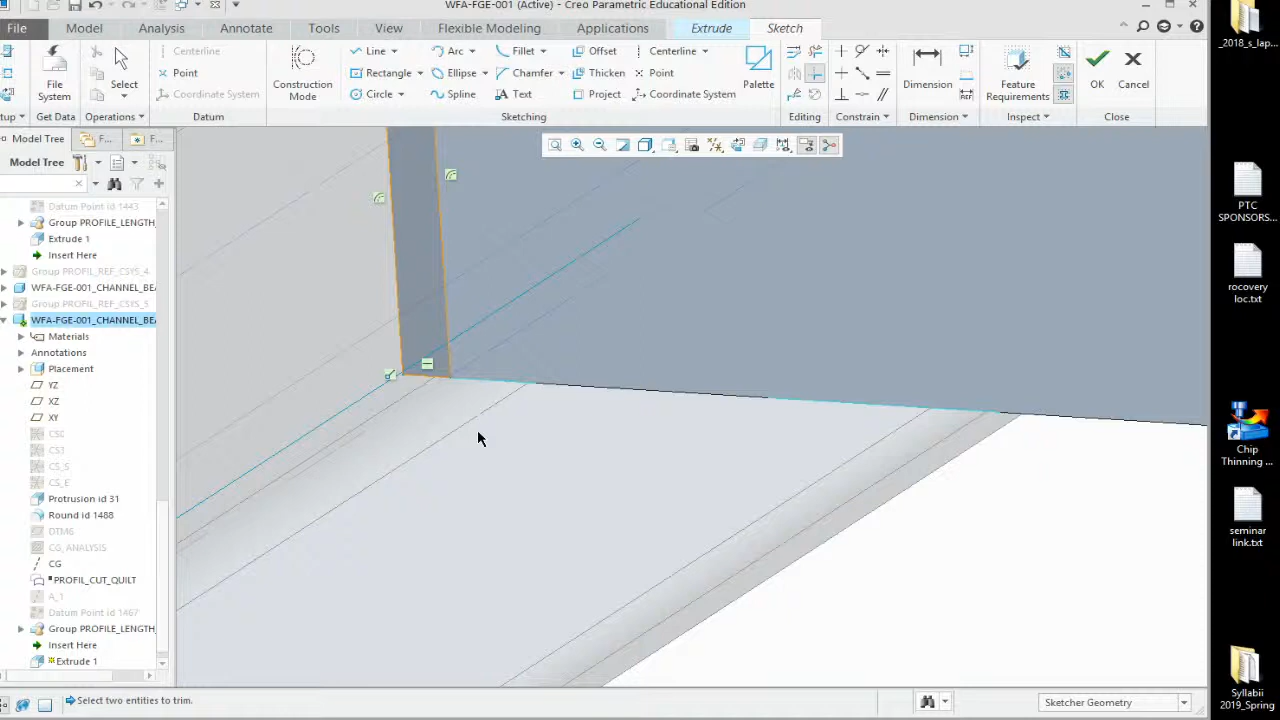 WFA-FGE-001 (Active) - Creo Parametric Educational Edition
File Model Analysis Annotate Tools View Flexible Modeling Applications Extrude Sketch
Centerline Line Arc Fillet Offset Centerline
Point Rectangle Ellipse Chamfer Thicken Point
Coordinate System Circle Spline Text Project Coordinate System
File System Select Construction Mode Palette Dimension Feature Requirements OK Cancel
Get Data Operations Datum Sketching Editing Constrain Dimension Inspect Close
Model Tree F... F...
Model Tree
Datum Point id 1443
Group PROFILE_LENGTH_
Extrude 1
Insert Here
Group PROFIL_REF_CSYS_4
WFA-FGE-001_CHANNEL_BEA
Group PROFIL_REF_CSYS_5
WFA-FGE-001_CHANNEL_BEA
Materials
Annotations
Placement
YZ
XZ
XY
CS0
CS1
CS_S
CS_E
Protrusion id 31
Round id 1488
DTM6
CG_ANALYSIS
CG
PROFIL_CUT_QUILT
A_1
Datum Point id 1467
Group PROFILE_LENGTH_
Insert Here
Extrude 1
Select two entities to trim.
Sketcher Geometry
_2018_s_lap...
PTC
SPONSORS...
rocovery
loc.txt
Chip
Thinning ...
seminar
link.txt
Syllabii
2019_Spring